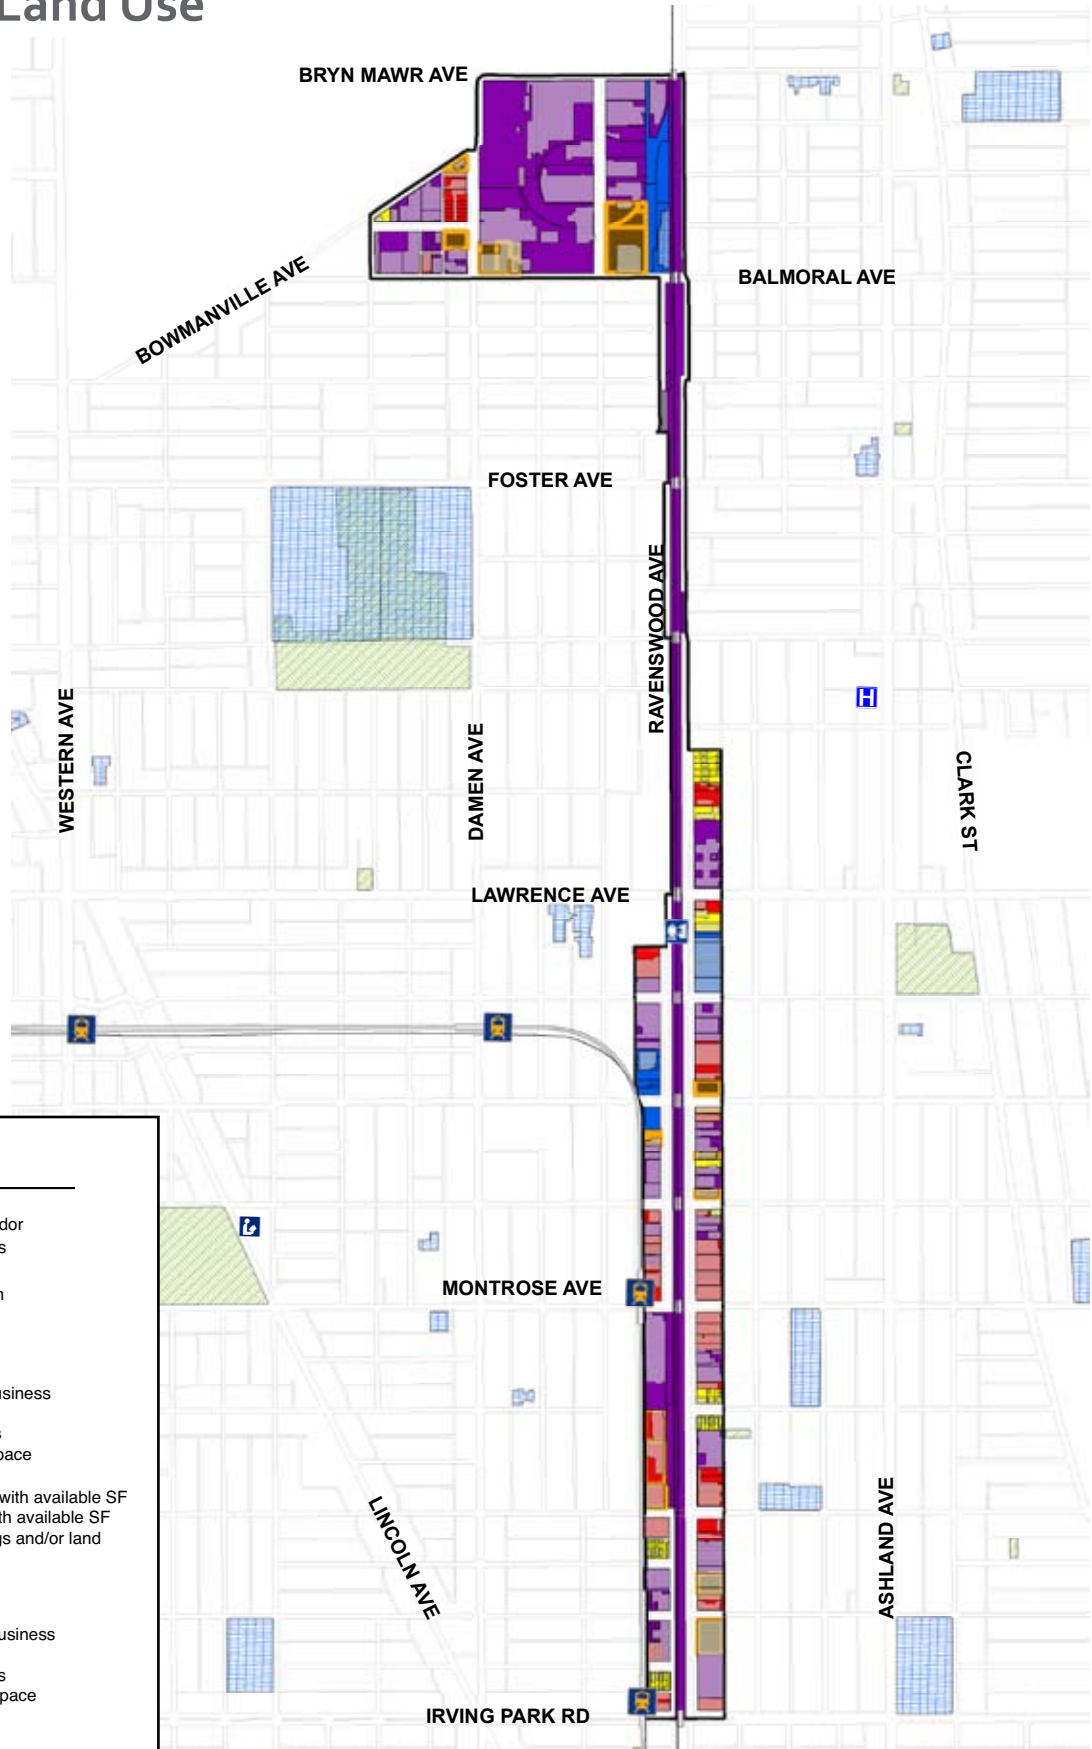 Land Use
BRYN MAWR AVE
BOWMANVILLE AVE
BALMORAL AVE
FOSTER AVE
RAVENSWOOD AVE
H
WESTERN AVE
DAMEN AVE
CLARK ST
LAWRENCE AVE
MONTROSE AVE
LINCOLN AVE
ASHLAND AVE
IRVING PARK RD
dor
s
n
usiness
s
pace
with available SF
th available SF
gs and/or land
usiness
s
pace